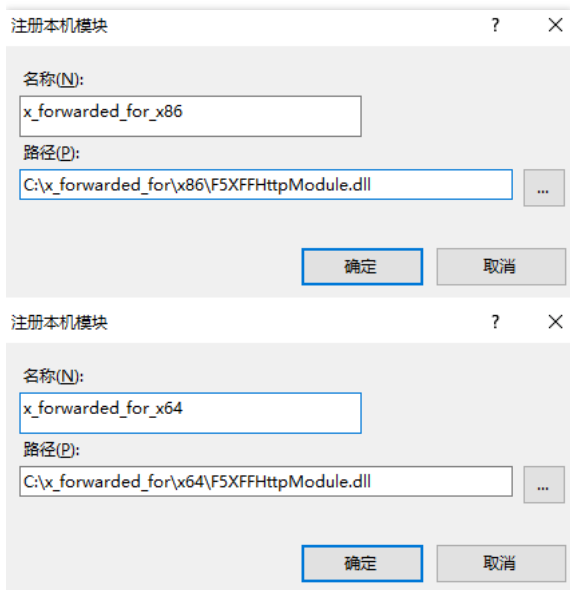 注册本机模块 ?
名称(N):
x_forwarded_for_x86
路径(P):
C:\x_forwarded_for\x86\F5XFFHttpModule.dll ...
确定 取消
注册本机模块 ?
名称(N):
x_forwarded_for_x64
路径(P):
C:\x_forwarded_for\x64\F5XFFHttpModule.dll ...
确定 取消